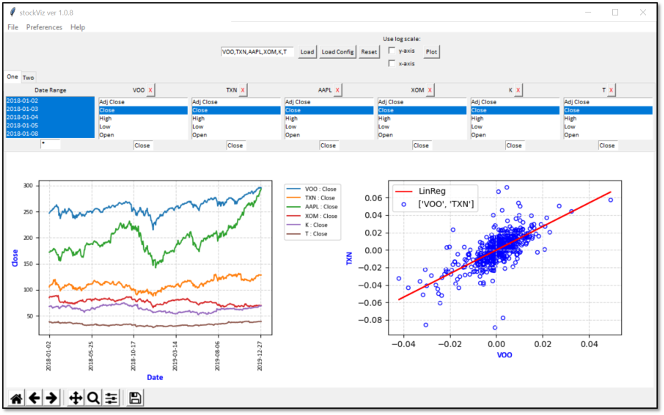 stockViz ver 1.0.8
File Preferences Help
Use log scale:
VOO,TXN,AAPL,XOM,K,T Load Load Config Reset y-axis Plot
x-axis
One Two
Date Range VOO X TXN X AAPL X XOM X K X T X
2018-01-02 Adj Close Adj Close Adj Close Adj Close Adj Close Adj Close
2018-01-03 Close Close Close Close Close Close
2018-01-04 High High High High High High
2018-01-05 Low Low Low Low Low Low
2018-01-08 Open Open Open Open Open Open
* Close Close Close Close Close Close
300
250
200
150
100
50
Close
VOO : Close
TXN : Close
AAPL : Close
XOM : Close
K : Close
T : Close
2018-01-02
2018-05-25
2018-10-17
2019-03-14
2019-08-06
2019-12-27
Date
LinReg
['VOO', 'TXN']
0.06
0.04
0.02
0.00
−0.02
−0.04
−0.06
−0.08
TXN
−0.04 −0.02 0.00 0.02 0.04
VOO